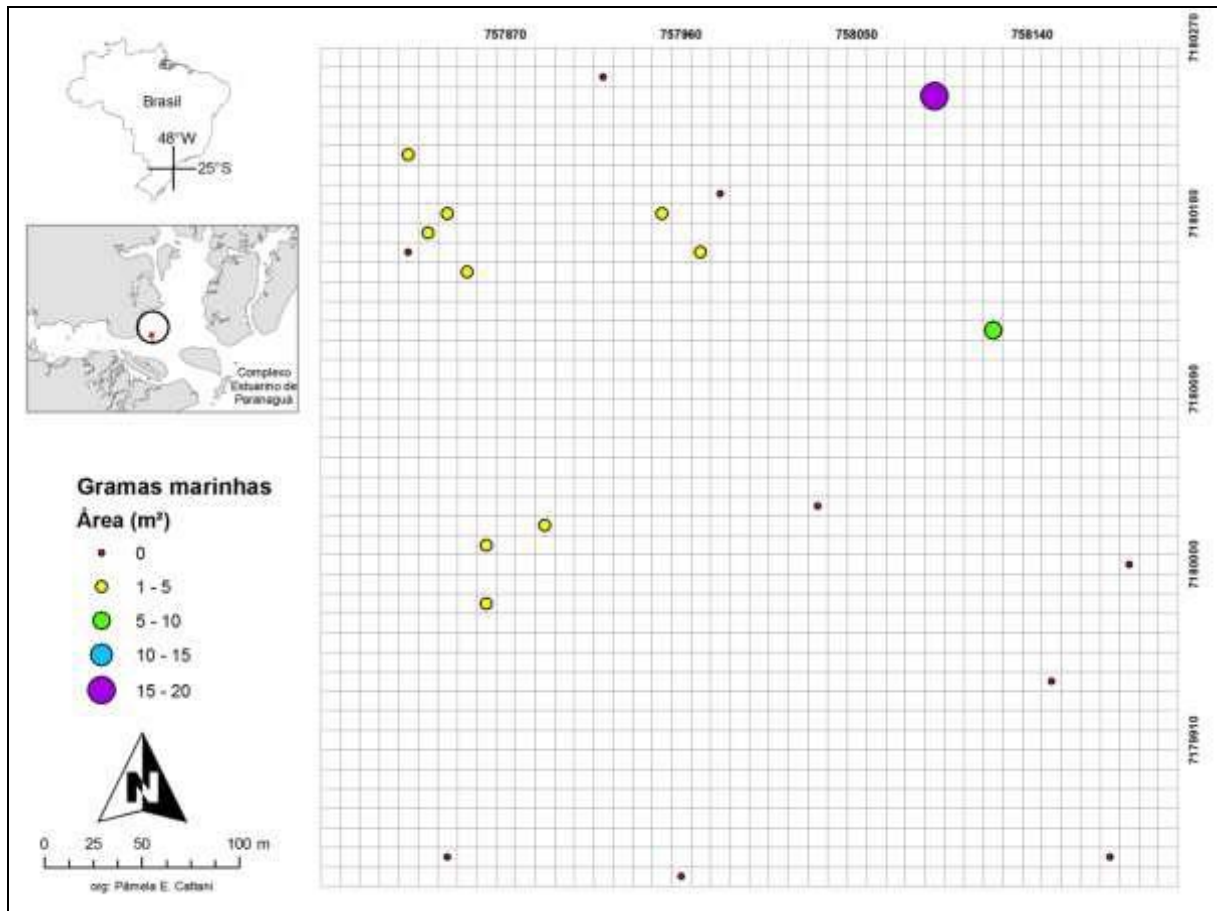 757870 757960 758050 758140
7180270
Brasil
48°W
25°S
7180180
Complexo
Estuarino de
Paranaguá
7180090
Gramas marinhas
Área (m²)
0
1 - 5
5 - 10
10 - 15
15 - 20
7180000
7179910
N
0 25 50 100 m
org: Pâmela E. Cattani